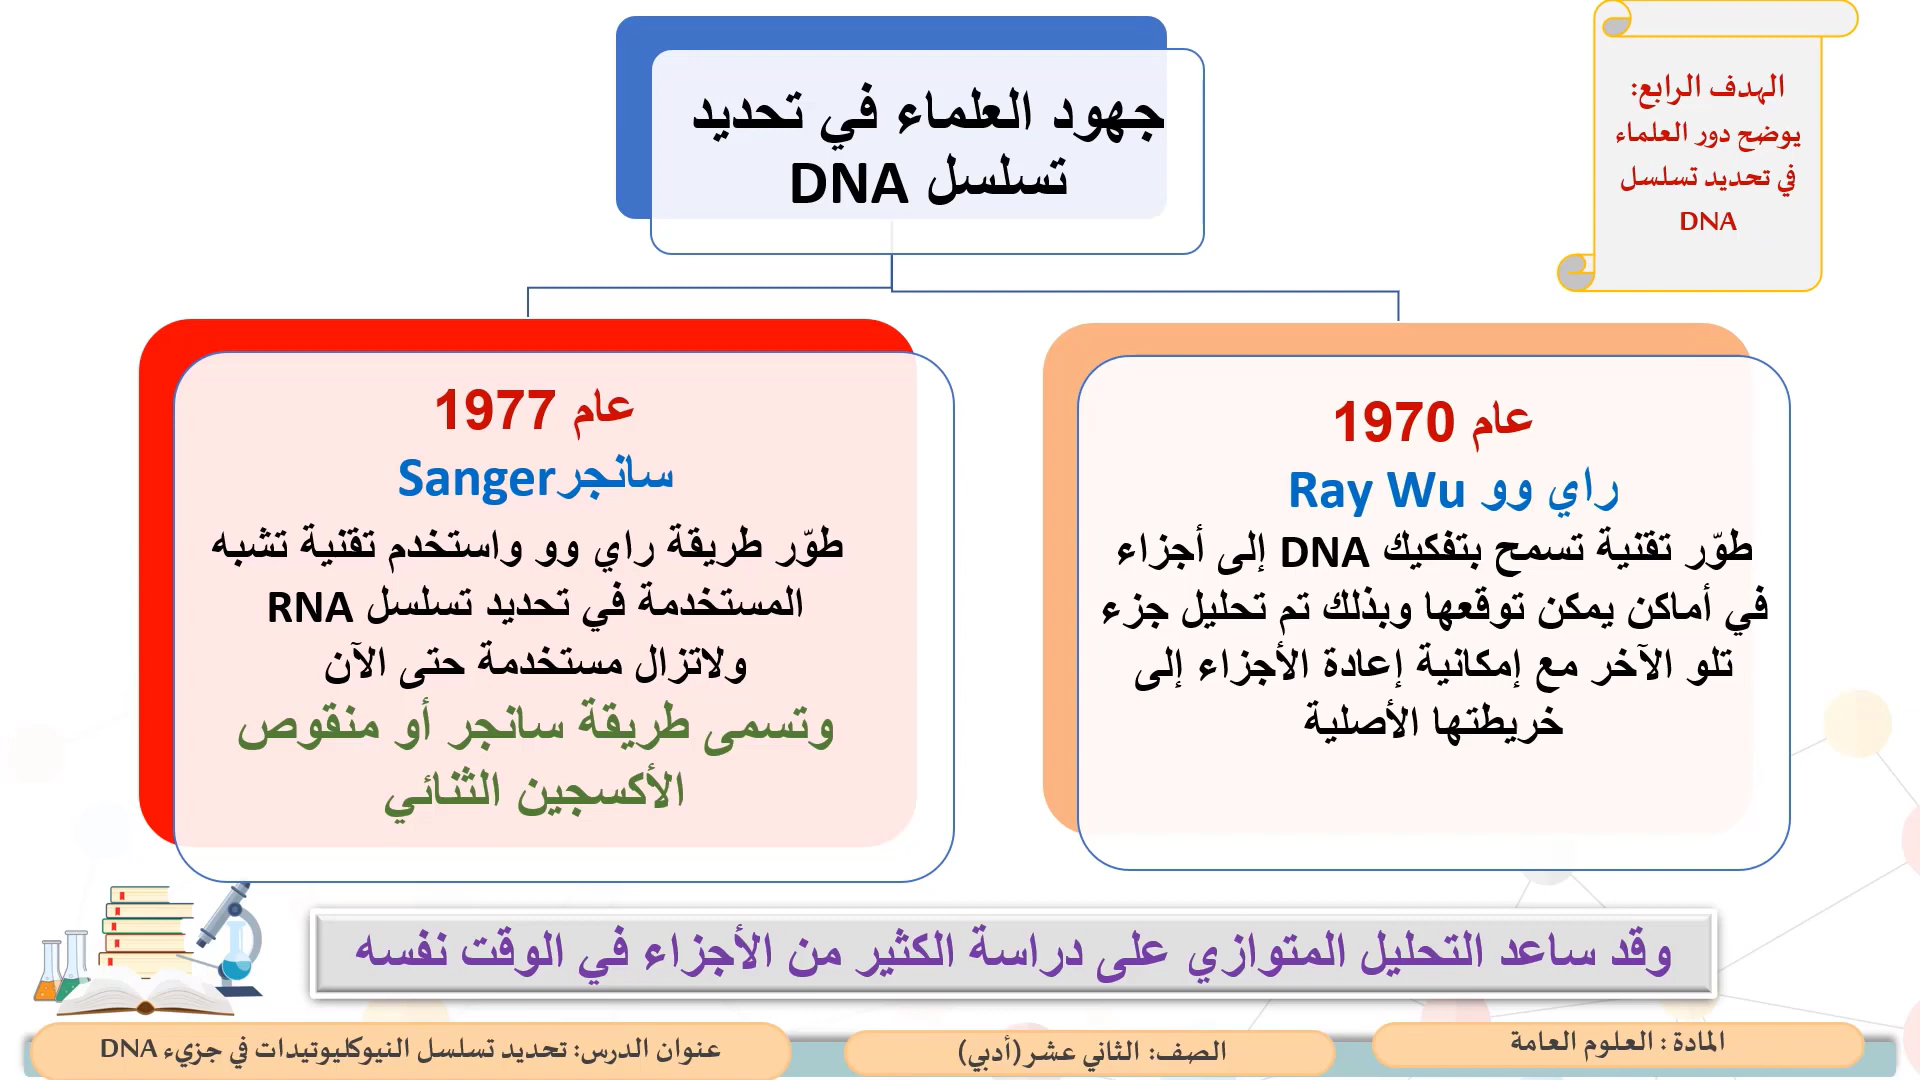 جهود العلماء في تحديد
تسلسل DNA
الهدف الرابع:
يوضح دور العلماء
في تحديد تسلسل
DNA
عام 1970
راي وو Ray Wu
طوّر تقنية تسمح بتفكيك DNA إلى أجزاء
في أماكن يمكن توقعها وبذلك تم تحليل جزء
تلو الآخر مع إمكانية إعادة الأجزاء إلى
خريطتها الأصلية
عام 1977
سانجرSanger
طوّر طريقة راي وو واستخدم تقنية تشبه
المستخدمة في تحديد تسلسل RNA
ولاتزال مستخدمة حتى الآن
وتسمى طريقة سانجر أو منقوص
الأكسجين الثنائي
وقد ساعد التحليل المتوازي على دراسة الكثير من الأجزاء في الوقت نفسه
المادة : العلوم العامة
الصف: الثاني عشر (أدبي)
عنوان الدرس: تحديد تسلسل النيوكليوتيدات في جزيء DNA